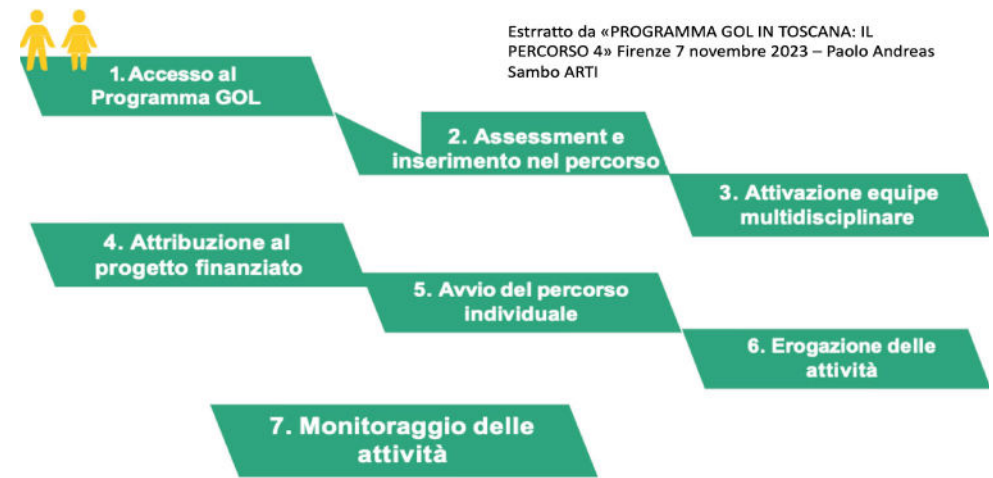 Estrratto da «PROGRAMMA GOL IN TOSCANA: IL
PERCORSO 4» Firenze 7 novembre 2023 – Paolo Andreas
Sambo ARTI
1. Accesso al
Programma GOL
2. Assessment e
inserimento nel percorso
3. Attivazione equipe
multidisciplinare
4. Attribuzione al
progetto finanziato
5. Avvio del percorso
individuale
6. Erogazione delle
attività
7. Monitoraggio delle
attività